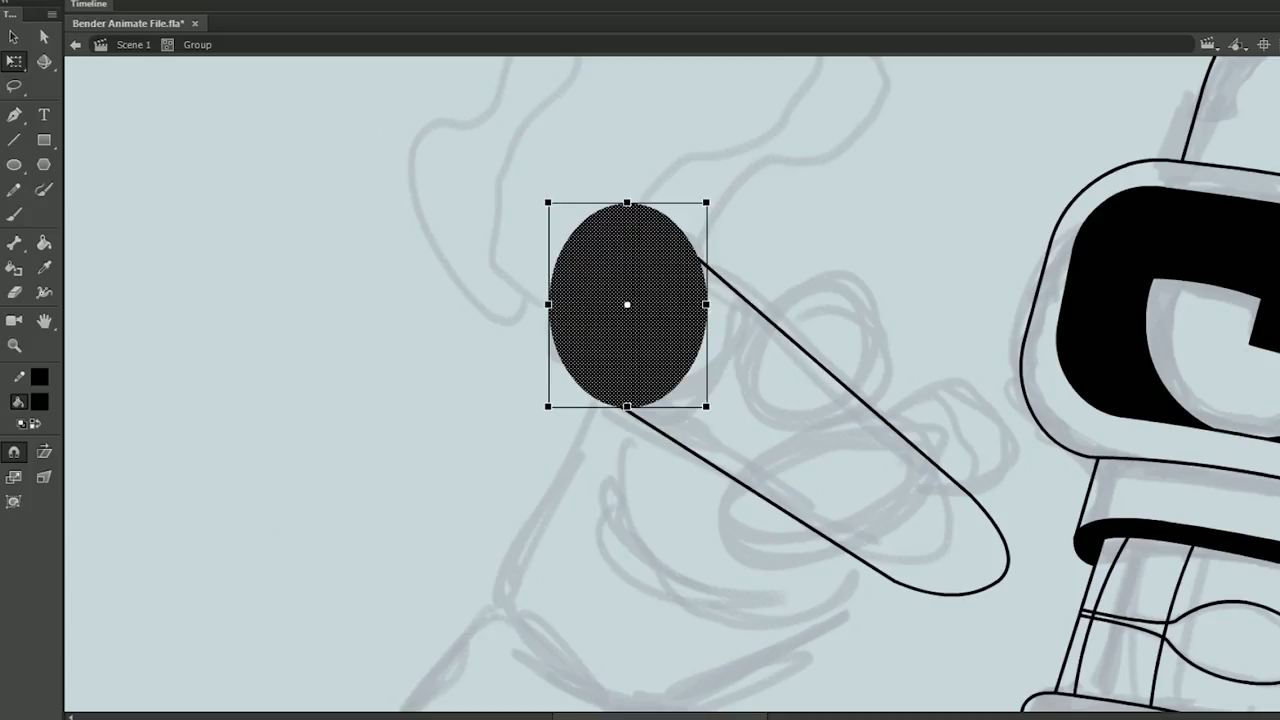 Timeline
T...
Bender Animate File.fla* ×
Scene 1 Group
T